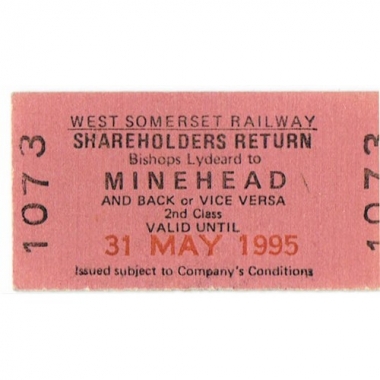 WEST SOMERSET RAILWAY
SHAREHOLDERS RETURN
Bishops Lydeard to
MINEHEAD
AND BACK or VICE VERSA
2nd Class
VALID UNTIL
31 MAY 1995
Issued subject to Company's Conditions
1073
1073